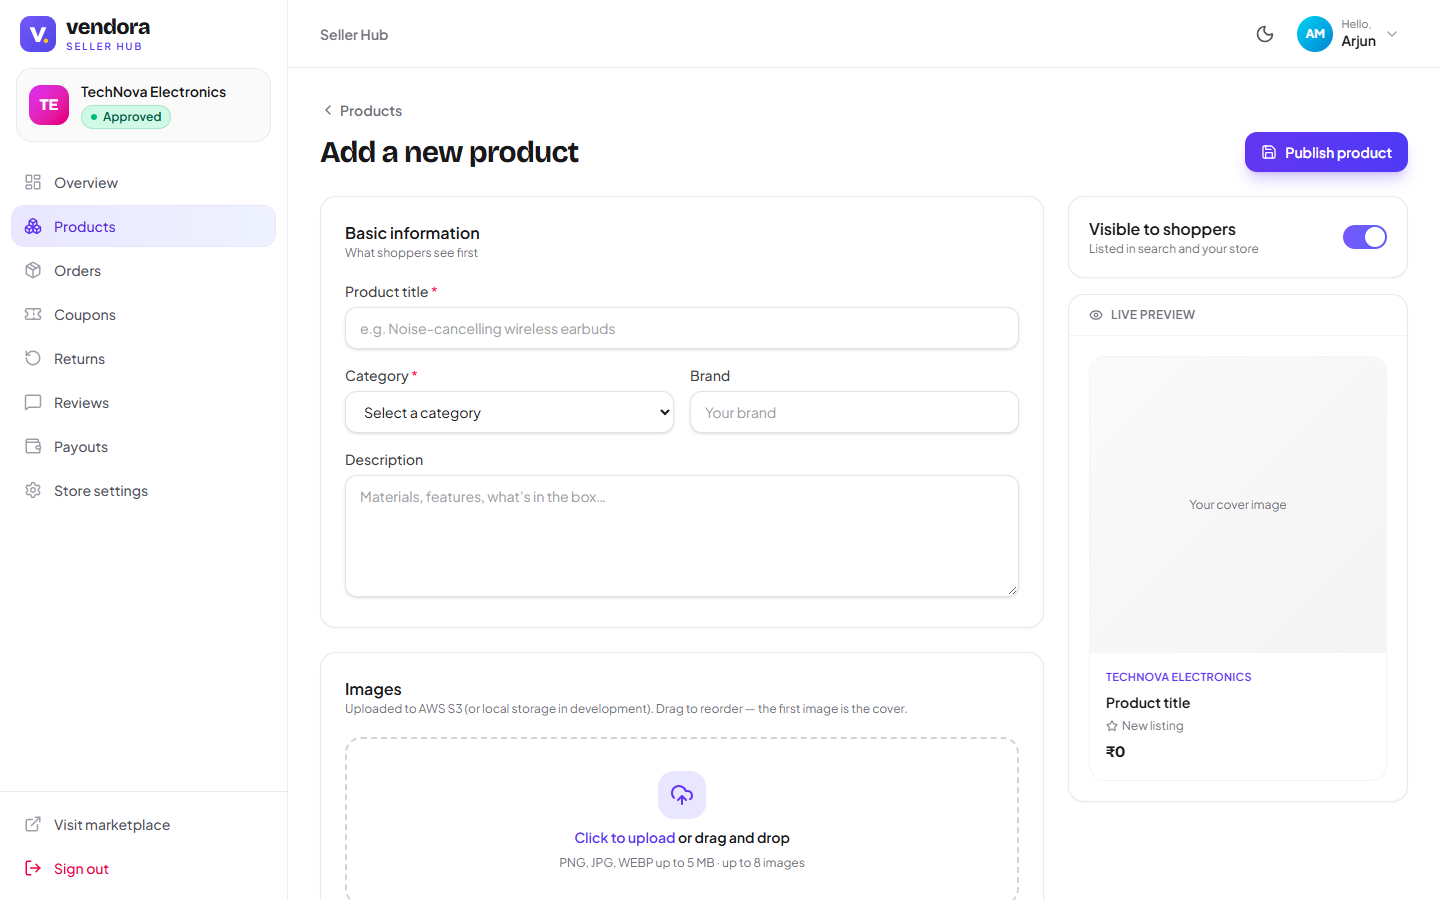 V.
vendora
SELLER HUB
TE
TechNova Electronics
Approved
Overview
Products
Orders
Coupons
Returns
Reviews
Payouts
Store settings
Visit marketplace
Sign out
Seller Hub
AM
Hello,
Arjun
Products
Add a new product
Publish product
Basic information
What shoppers see first
Product title *
e.g. Noise-cancelling wireless earbuds
Category *
Brand
Select a category
Your brand
Description
Materials, features, what's in the box…
Images
Uploaded to AWS S3 (or local storage in development). Drag to reorder — the first image is the cover.
Click to upload or drag and drop
PNG, JPG, WEBP up to 5 MB · up to 8 images
Visible to shoppers
Listed in search and your store
LIVE PREVIEW
Your cover image
TECHNOVA ELECTRONICS
Product title
New listing
₹0